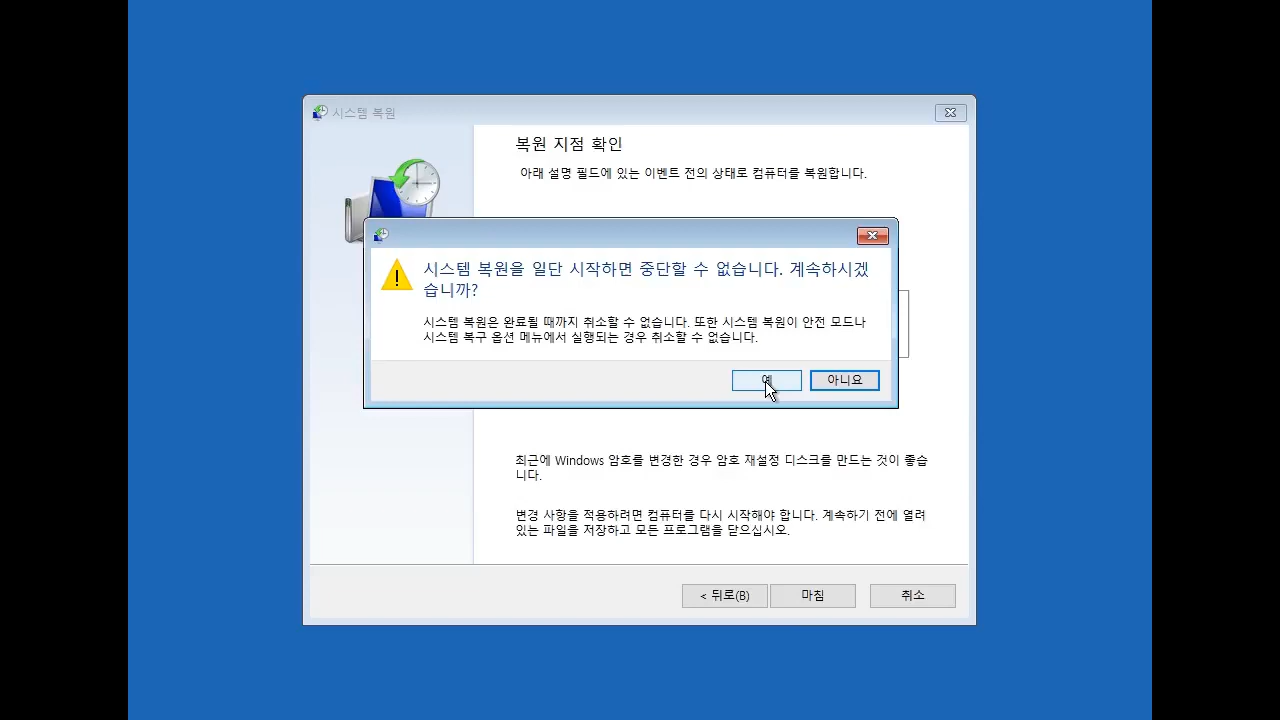 시스템 복원
복원 지점 확인
아래 설명 필드에 있는 이벤트 전의 상태로 컴퓨터를 복원합니다.
시스템 복원을 일단 시작하면 중단할 수 없습니다. 계속하시겠
습니까?
시스템 복원은 완료될 때까지 취소할 수 없습니다. 또한 시스템 복원이 안전 모드나
시스템 복구 옵션 메뉴에서 실행되는 경우 취소할 수 없습니다.
예
아니요
최근에 Windows 암호를 변경한 경우 암호 재설정 디스크를 만드는 것이 좋습
니다.
변경 사항을 적용하려면 컴퓨터를 다시 시작해야 합니다. 계속하기 전에 열려
있는 파일을 저장하고 모든 프로그램을 닫으십시오.
< 뒤로(B)
마침
취소